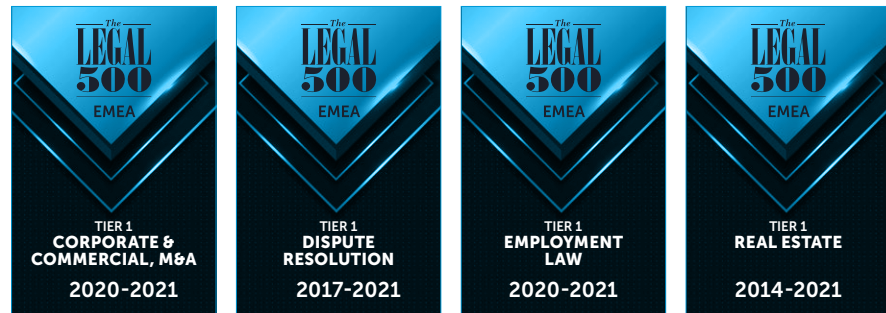 The
LEGAL
500
EMEA
TIER 1
CORPORATE &
COMMERCIAL, M&A
2020-2021
The
LEGAL
500
EMEA
TIER 1
DISPUTE
RESOLUTION
2017-2021
The
LEGAL
500
EMEA
TIER 1
EMPLOYMENT
LAW
2020-2021
The
LEGAL
500
EMEA
TIER 1
REAL ESTATE
2014-2021